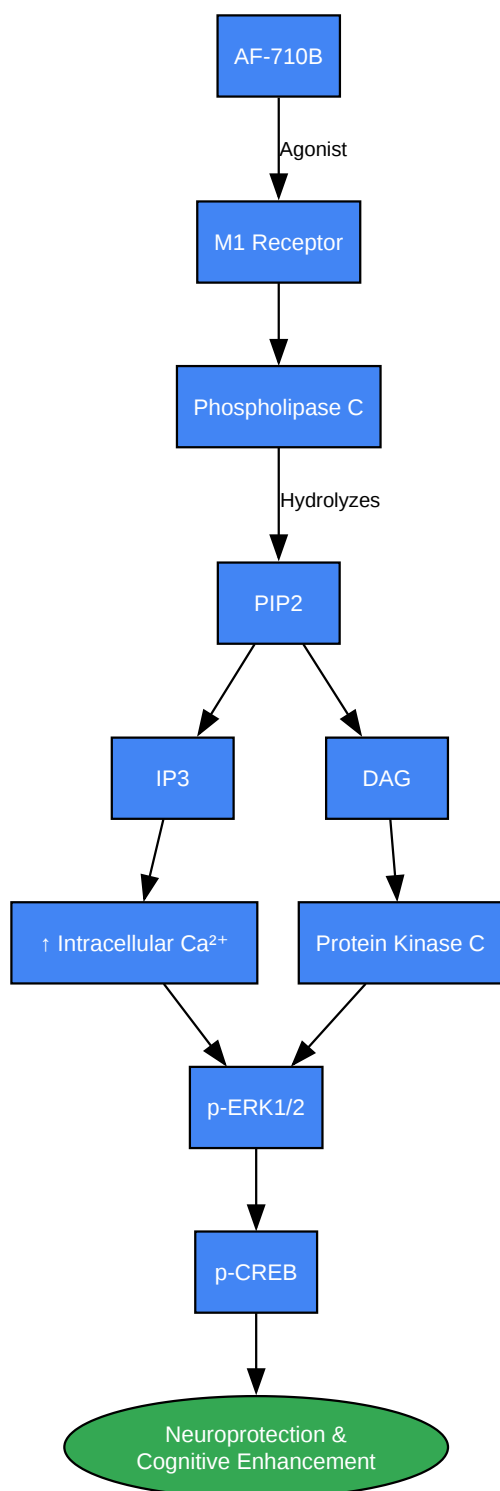 AF-710B
Agonist
M1 Receptor
Phospholipase C
Hydrolyzes
PIP2
IP3
DAG
↑ Intracellular Ca²⁺
Protein Kinase C
p-ERK1/2
p-CREB
Neuroprotection &
Cognitive Enhancement